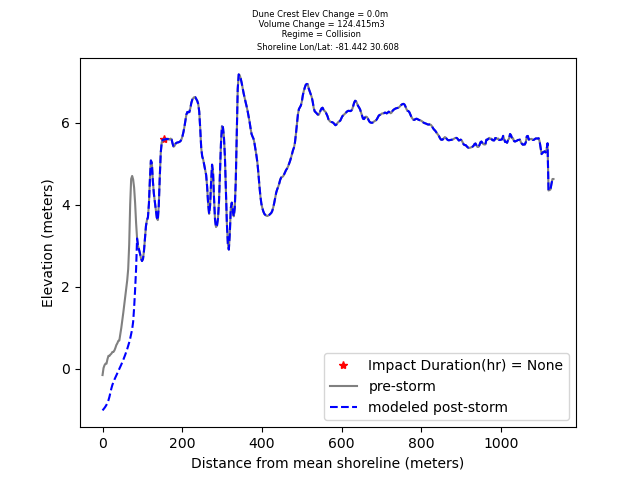 Dune Crest Elev Change = 0.0m
Volume Change = 124.415m3
Regime = Collision
Shoreline Lon/Lat: -81.442 30.608
Elevation (meters)
6
4
2
0
Impact Duration(hr) = None
pre-storm
modeled post-storm
0 200 400 600 800 1000
Distance from mean shoreline (meters)